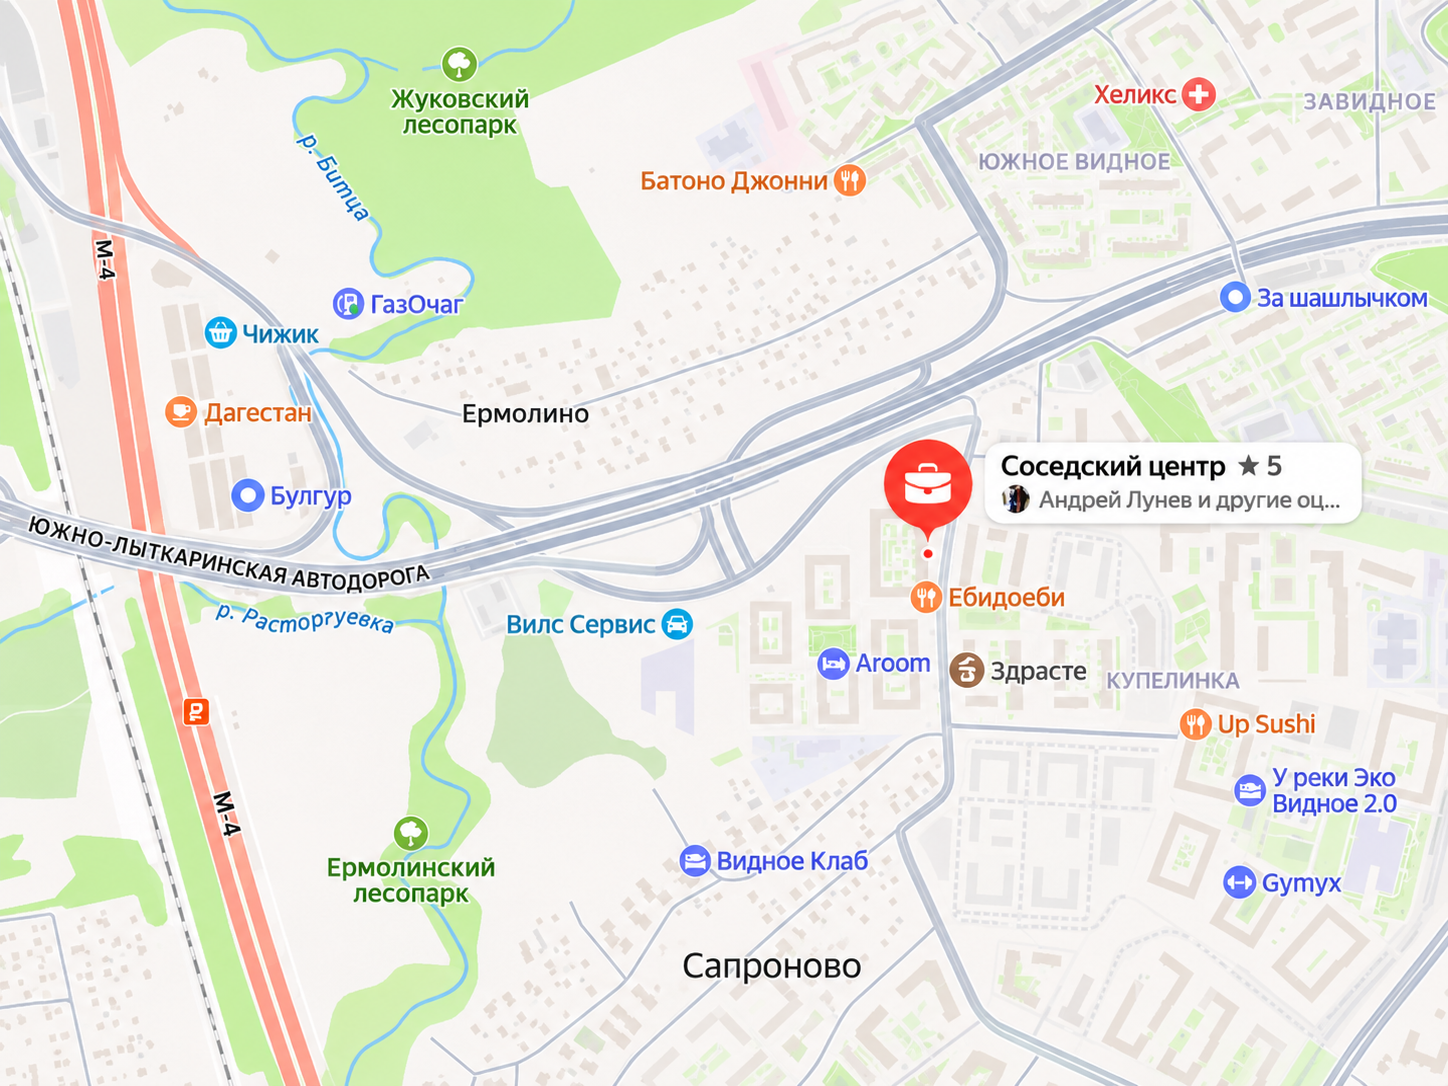 Жуковский
лесопарк
Хеликс
ЗАВИДНОЕ
р. Битца
ЮЖНОЕ ВИДНОЕ
Батоно Джонни
М-4
ГазОчаг
За шашлычком
Чижик
Дагестан
Ермолино
Соседский центр ★ 5
Андрей Лунев и другие оц...
Булгур
ЮЖНО-ЛЫТКАРИНСКАЯ АВТОДОРОГА
Ебидоеби
р. Расторгуевка
Вилс Сервис
Aroom
Здрасте
КУПЕЛИНКА
Up Sushi
У реки Эко
Видное 2.0
М-4
Ермолинский
лесопарк
Видное Клаб
Gymyx
Сапроново